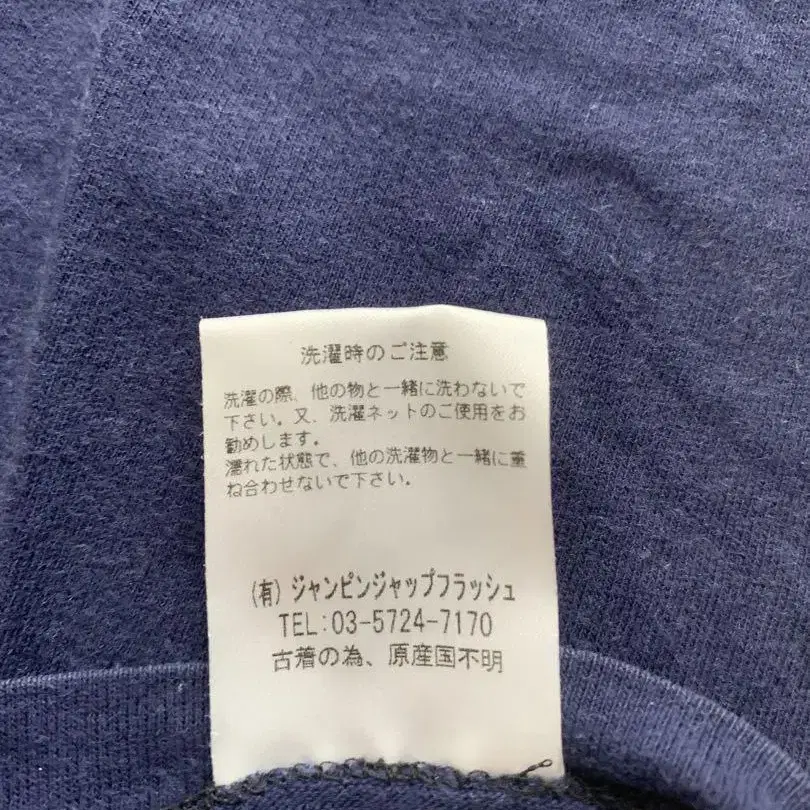 洗濯時のご注意
洗濯の際、他の物と一緒に洗わないで
下さい。又、洗濯ネットのご使用をお
勧めします。
濡れた状態で、他の洗濯物と一緒に重
ね合わせないで下さい。
(有)ジャンピンジャップフラッシュ
TEL:03-5724-7170
古着の為、原産国不明